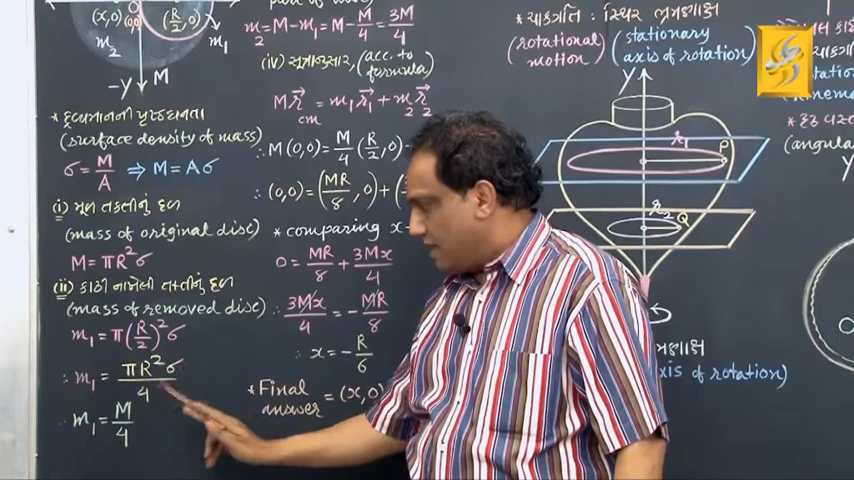 (x,0)
(0,0)
(R/2, 0)
m₂
m₁
-Y
M
* દ્રવ્યમાનની પૃષ્ઠઘનતા
(surface density of mass)
σ = M/A ⇒ M = Aσ
(i) મૂળ તકતીનું દળ
(mass of original disc)
M = πR²σ
(ii) કાઢી નાખેલી તકતીનું દળ
(mass of removed disc)
m₁ = π(R/2)²σ
∴ m₁ = πR²σ/4
∴ m₁ = M/4
m₂ = M - m₁ = M - M/4 = 3M/4
(iv) સૂત્રાનુસાર, (acc. to formula)
M r⃗cm = m₁ r⃗₁ + m₂ r⃗₂
∴ M(0,0) = M/4 (R/2, 0)
∴ (0,0) = (MR/8, 0) + (
* comparing x-
0 = MR/8 + 3Mx/4
∴ 3Mx/4 = - MR/8
∴ x = - R/6
* Final answer = (x,0)
* ચાકગતિ : સ્થિર ભ્રમણાક્ષ
(rotational motion) (stationary axis of rotation)
Y
r₁
P
r₂
Q
axis of rotation)
(angular
Y